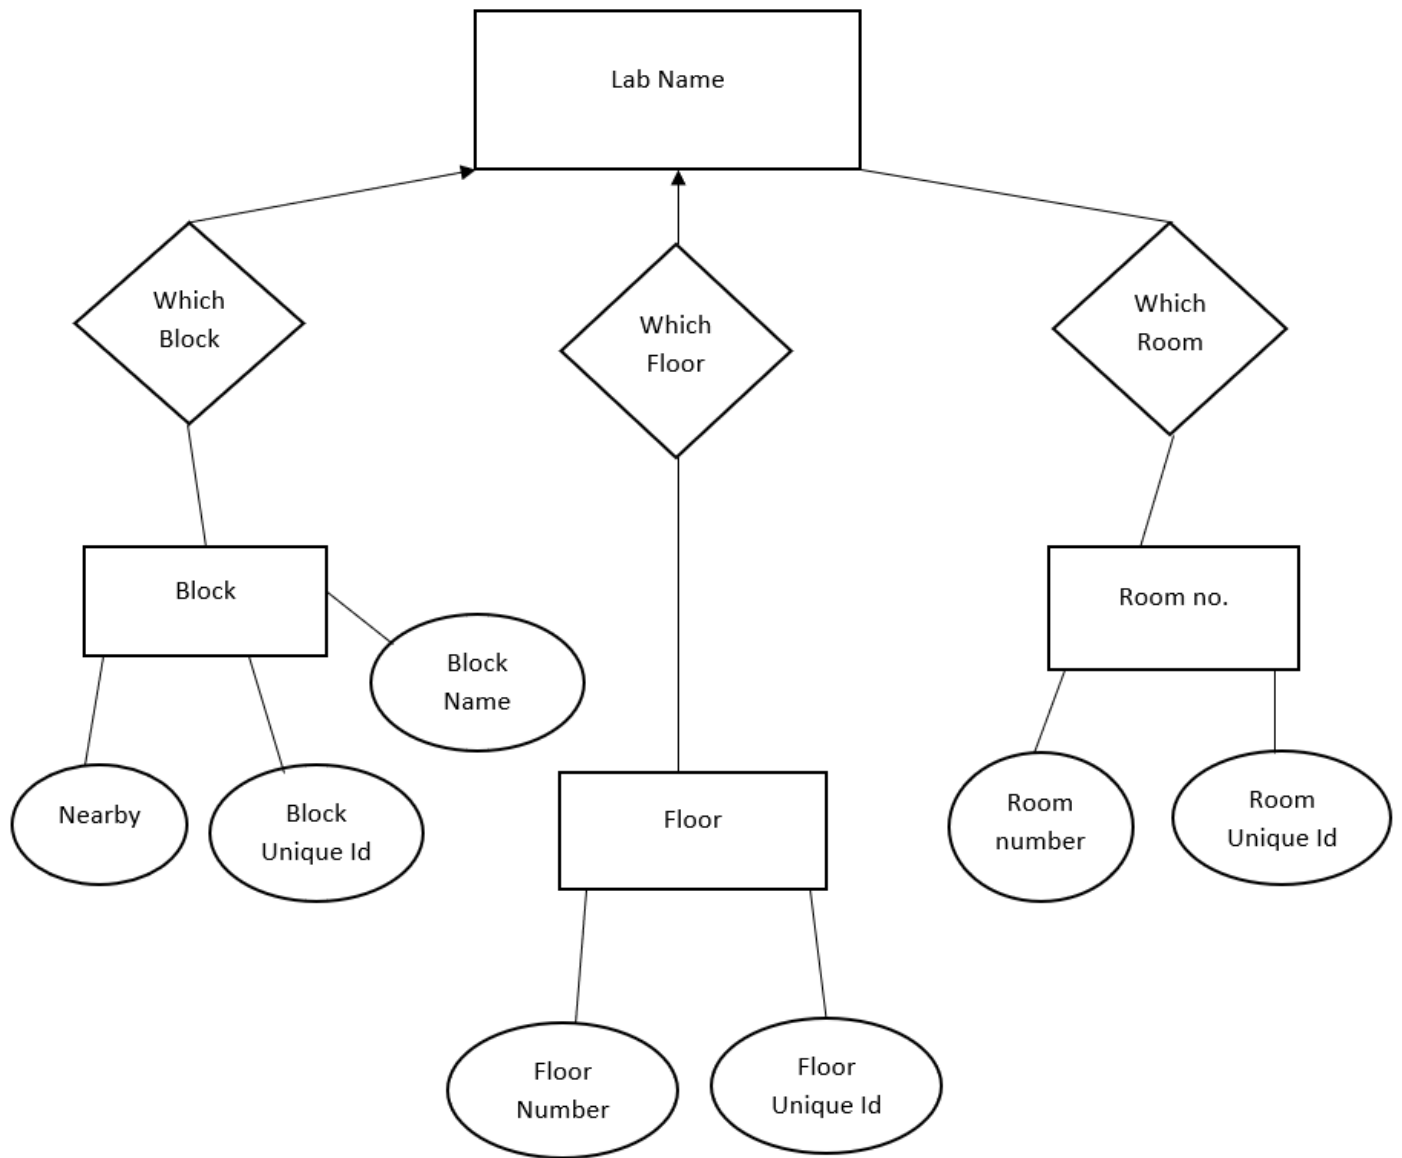 Lab Name
Which
Block
Which
Floor
Which
Room
Block
Room no.
Block
Name
Nearby
Block
Unique Id
Floor
Room
number
Room
Unique Id
Floor
Number
Floor
Unique Id